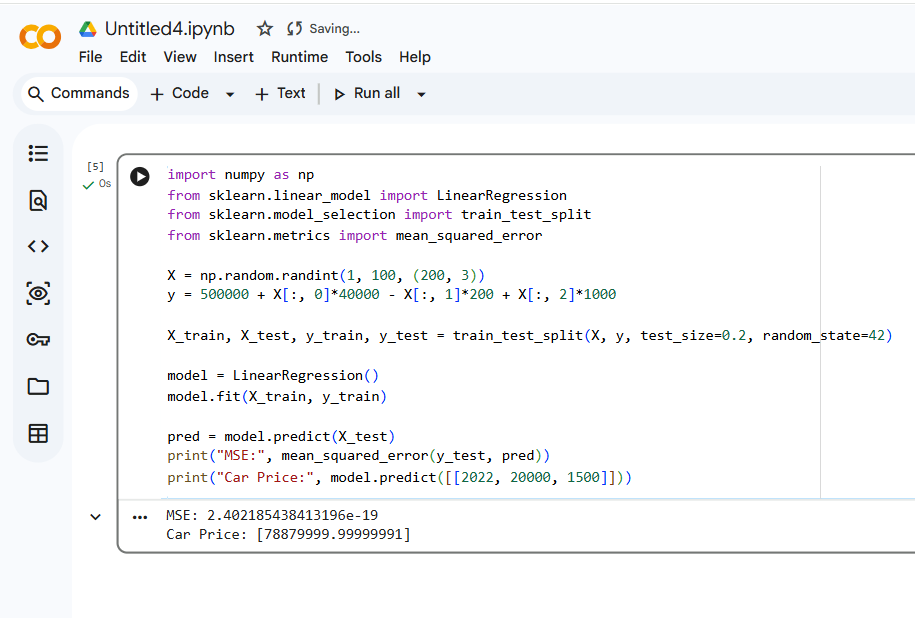 Untitled4.ipynb Saving...
File Edit View Insert Runtime Tools Help
Commands + Code + Text Run all
[5]
0s
import numpy as np
from sklearn.linear_model import LinearRegression
from sklearn.model_selection import train_test_split
from sklearn.metrics import mean_squared_error
X = np.random.randint(1, 100, (200, 3))
y = 500000 + X[:, 0]*40000 - X[:, 1]*200 + X[:, 2]*1000
X_train, X_test, y_train, y_test = train_test_split(X, y, test_size=0.2, random_state=42)
model = LinearRegression()
model.fit(X_train, y_train)
pred = model.predict(X_test)
print("MSE:", mean_squared_error(y_test, pred))
print("Car Price:", model.predict([[2022, 20000, 1500]]))
MSE: 2.402185438413196e-19
Car Price: [78879999.99999991]